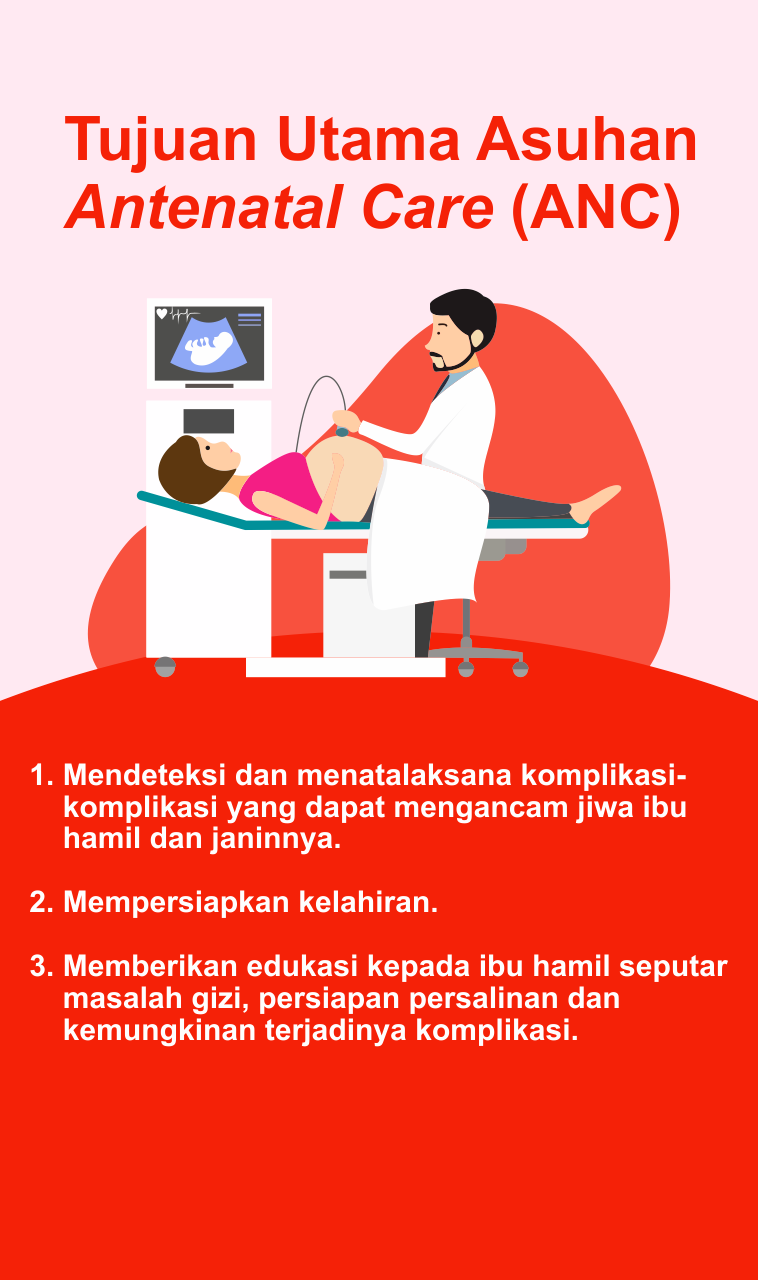 Tujuan Utama Asuhan
Antenatal Care (ANC)
1. Mendeteksi dan menatalaksana komplikasi-
komplikasi yang dapat mengancam jiwa ibu
hamil dan janinnya.
2. Mempersiapkan kelahiran.
3. Memberikan edukasi kepada ibu hamil seputar
masalah gizi, persiapan persalinan dan
kemungkinan terjadinya komplikasi.